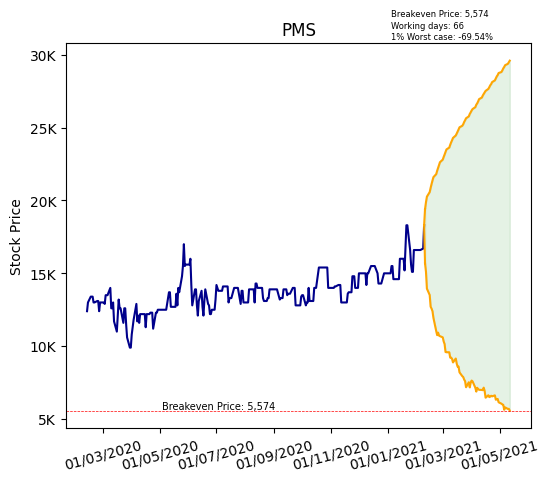 Breakeven Price: 5,574
Working days: 66
1% Worst case: -69.54%
PMS
Stock Price
30K
25K
20K
15K
10K
5K
Breakeven Price: 5,574
01/03/2020 01/05/2020 01/07/2020 01/09/2020 01/11/2020 01/01/2021 01/03/2021 01/05/2021